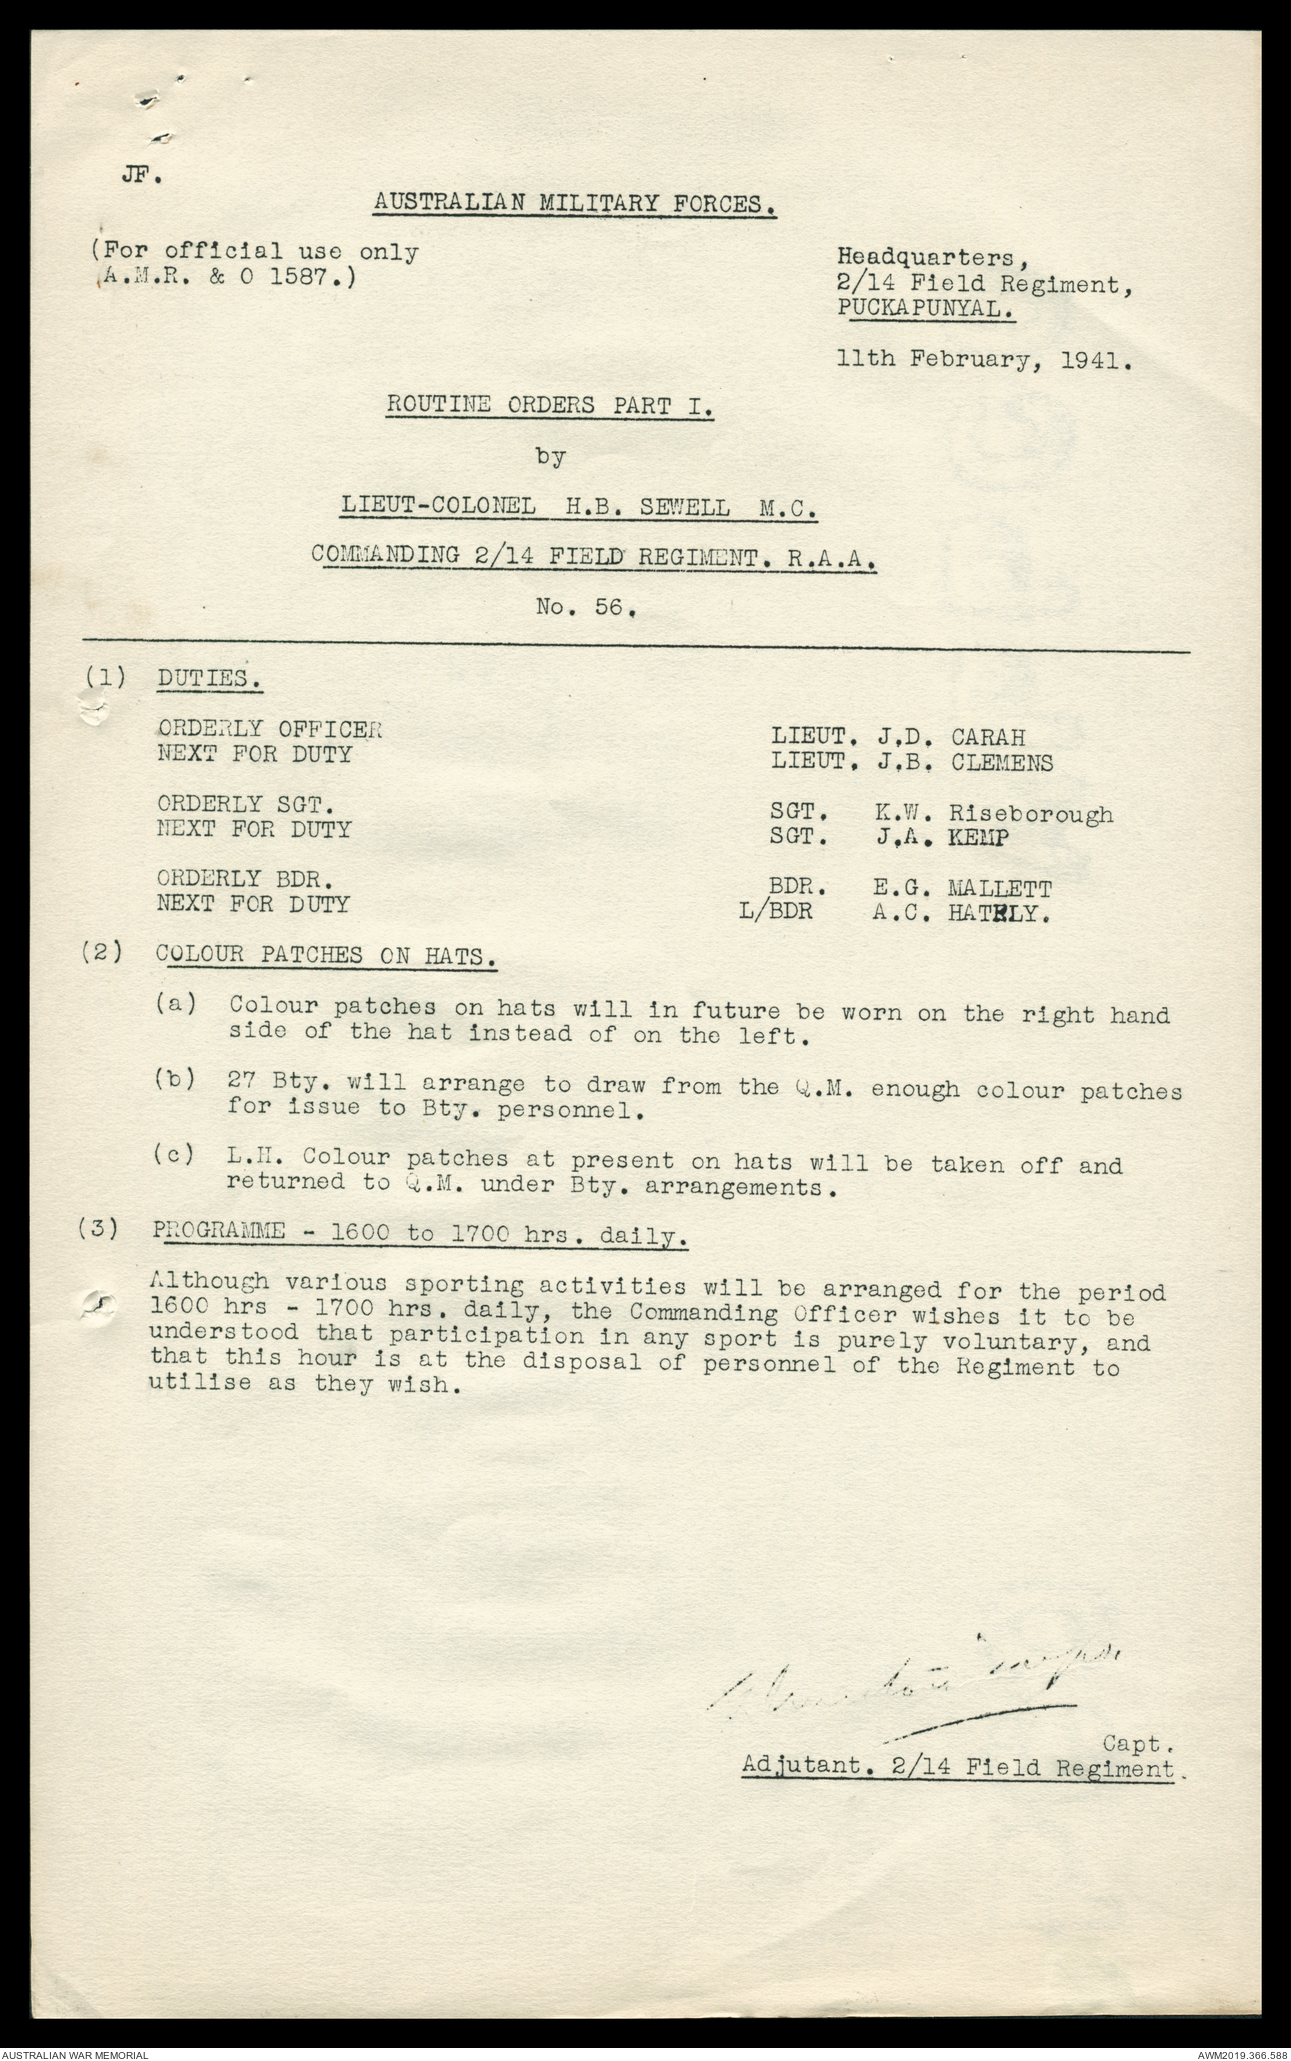 JF.
AUSTRALIAN MILITARY FORCES.
(For official use only
(A.M.R. & O 1587.)
Headquarters,
2/14 Field Regiment,
PUCKAPUNYAL.
11th February, 1941.
ROUTINE ORDERS PART I.
by
LIEUT-COLONEL H.B. SEWELL M.C.
COMMANDING 2/14 FIELD REGIMENT. R.A.A.
No. 56.
(1) DUTIES.
ORDERLY OFFICER LIEUT. J.D. CARAH
NEXT FOR DUTY LIEUT. J.B. CLEMENS
ORDERLY SGT. SGT. K.W. Riseborough
NEXT FOR DUTY SGT. J.A. KEMP
ORDERLY BDR. BDR. E.G. MALLETT
NEXT FOR DUTY L/BDR A.C. HATELY.
(2) COLOUR PATCHES ON HATS.
(a) Colour patches on hats will in future be worn on the right hand
side of the hat instead of on the left.
(b) 27 Bty. will arrange to draw from the Q.M. enough colour patches
for issue to Bty. personnel.
(c) L.H. Colour patches at present on hats will be taken off and
returned to Q.M. under Bty. arrangements.
(3) PROGRAMME - 1600 to 1700 hrs. daily.
Although various sporting activities will be arranged for the period
1600 hrs - 1700 hrs. daily, the Commanding Officer wishes it to be
understood that participation in any sport is purely voluntary, and
that this hour is at the disposal of personnel of the Regiment to
utilise as they wish.
Capt.
Adjutant. 2/14 Field Regiment.
AUSTRALIAN WAR MEMORIAL
AWM2019.366.588